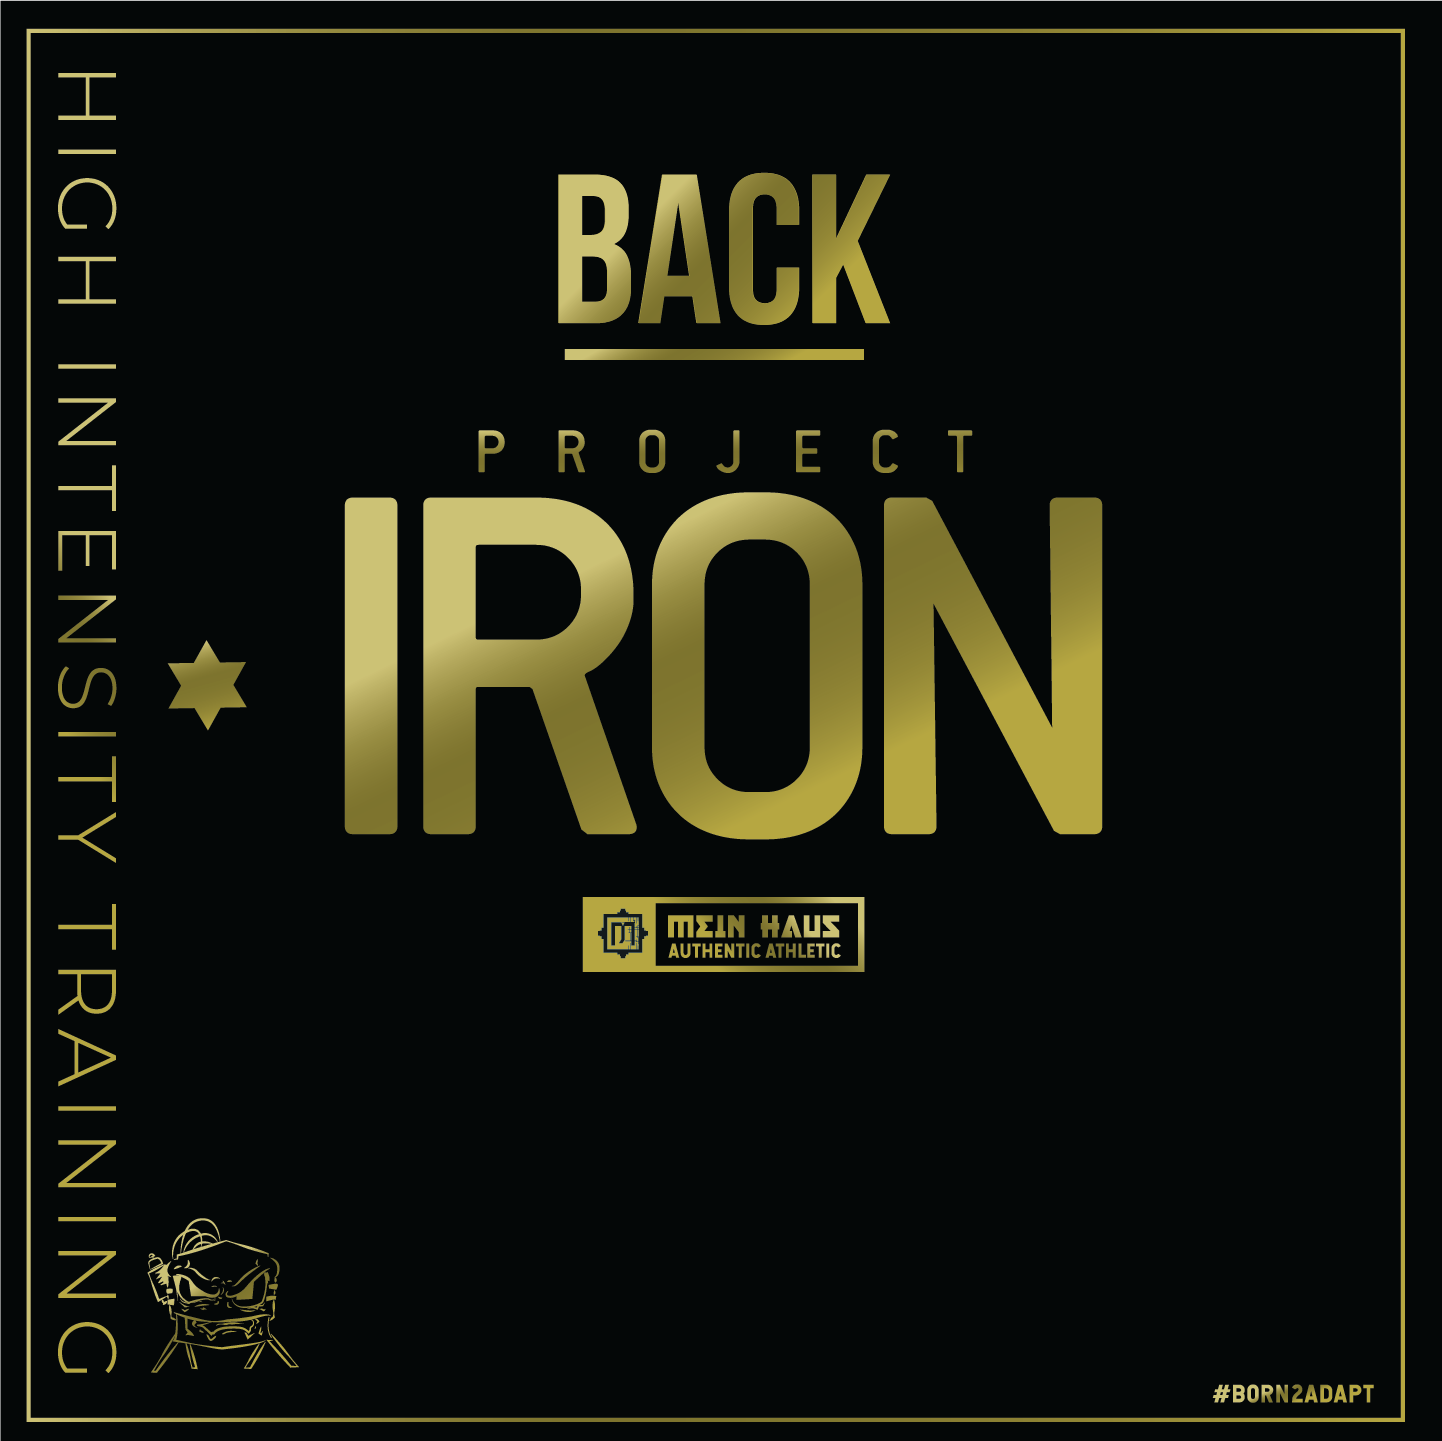 HIGH INTENSITY TRAINING
BACK
PROJECT
IRON
MEIN HAUS
AUTHENTIC ATHLETIC
#BORN2ADAPT